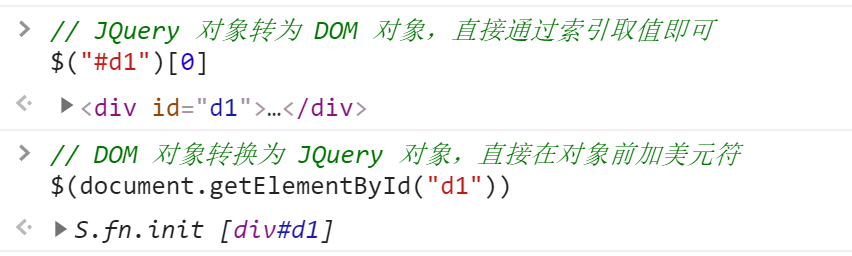 // JQuery 对象转为 DOM 对象，直接通过索引取值即可
$("#d1")[0]
<div id="d1">…</div>
// DOM 对象转换为 JQuery 对象，直接在对象前加美元符
$(document.getElementById("d1"))
S.fn.init [div#d1]